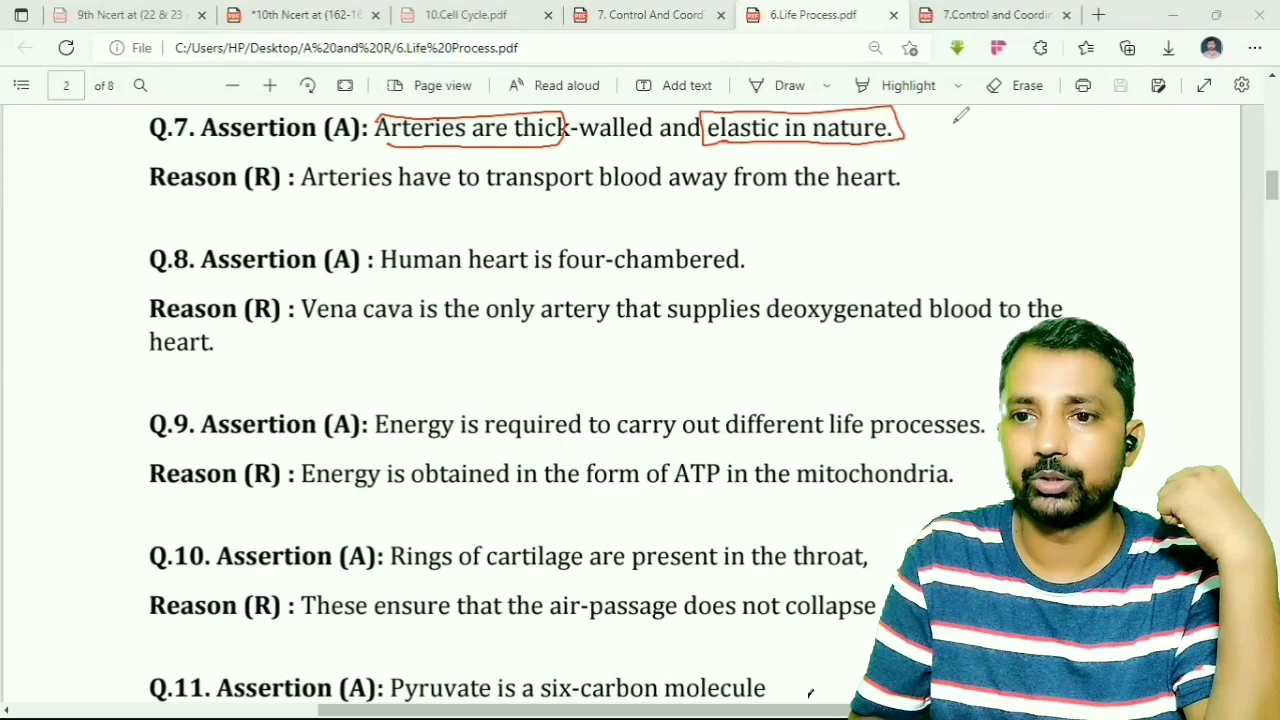 9th Ncert at (22 & 23
*10th Ncert at (162-16
10.Cell Cycle.pdf
7. Control And Coord
6.Life Process.pdf
7.Control and Coordi
File C:/Users/HP/Desktop/A%20and%20R/6.Life%20Process.pdf
2 of 8 Page view Read aloud Add text Draw Highlight Erase
Q.7. Assertion (A): Arteries are thick-walled and elastic in nature.
Reason (R) : Arteries have to transport blood away from the heart.
Q.8. Assertion (A) : Human heart is four-chambered.
Reason (R) : Vena cava is the only artery that supplies deoxygenated blood to the
heart.
Q.9. Assertion (A): Energy is required to carry out different life processes.
Reason (R) : Energy is obtained in the form of ATP in the mitochondria.
Q.10. Assertion (A): Rings of cartilage are present in the throat,
Reason (R) : These ensure that the air-passage does not collapse
Q.11. Assertion (A): Pyruvate is a six-carbon molecule